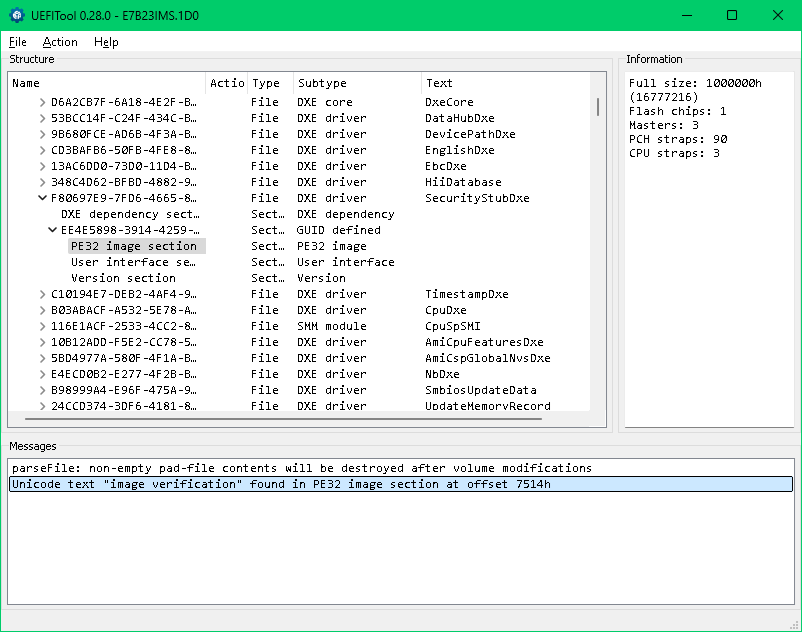 UEFITool 0.28.0 - E7B23IMS.1D0
File Action Help
Structure
Name Actio Type Subtype Text
D6A2CB7F-6A18-4E2F-B… File DXE core DxeCore
53BCC14F-C24F-434C-B… File DXE driver DataHubDxe
9B680FCE-AD6B-4F3A-B… File DXE driver DevicePathDxe
CD3BAFB6-50FB-4FE8-8… File DXE driver EnglishDxe
13AC6DD0-73D0-11D4-B… File DXE driver EbcDxe
348C4D62-BFBD-4882-9… File DXE driver HiiDatabase
F80697E9-7FD6-4665-8… File DXE driver SecurityStubDxe
DXE dependency sect… Sect… DXE dependency
EE4E5898-3914-4259-… Sect… GUID defined
PE32 image section Sect… PE32 image
User interface se… Sect… User interface
Version section Sect… Version
C10194E7-DEB2-4AF4-9… File DXE driver TimestampDxe
B03ABACF-A532-5E78-A… File DXE driver CpuDxe
116E1ACF-2533-4CC2-8… File SMM module CpuSpSMI
10B12ADD-F5E2-CC78-5… File DXE driver AmiCpuFeaturesDxe
5BD4977A-580F-4F1A-B… File DXE driver AmiCspGlobalNvsDxe
E4ECD0B2-E277-4F2B-B… File DXE driver NbDxe
B98999A4-E96F-475A-9… File DXE driver SmbiosUpdateData
24CCD374-3DF6-4181-8… File DXE driver UpdateMemoryRecord
Information
Full size: 1000000h
(16777216)
Flash chips: 1
Masters: 3
PCH straps: 90
CPU straps: 3
Messages
parseFile: non-empty pad-file contents will be destroyed after volume modifications
Unicode text "image verification" found in PE32 image section at offset 7514h